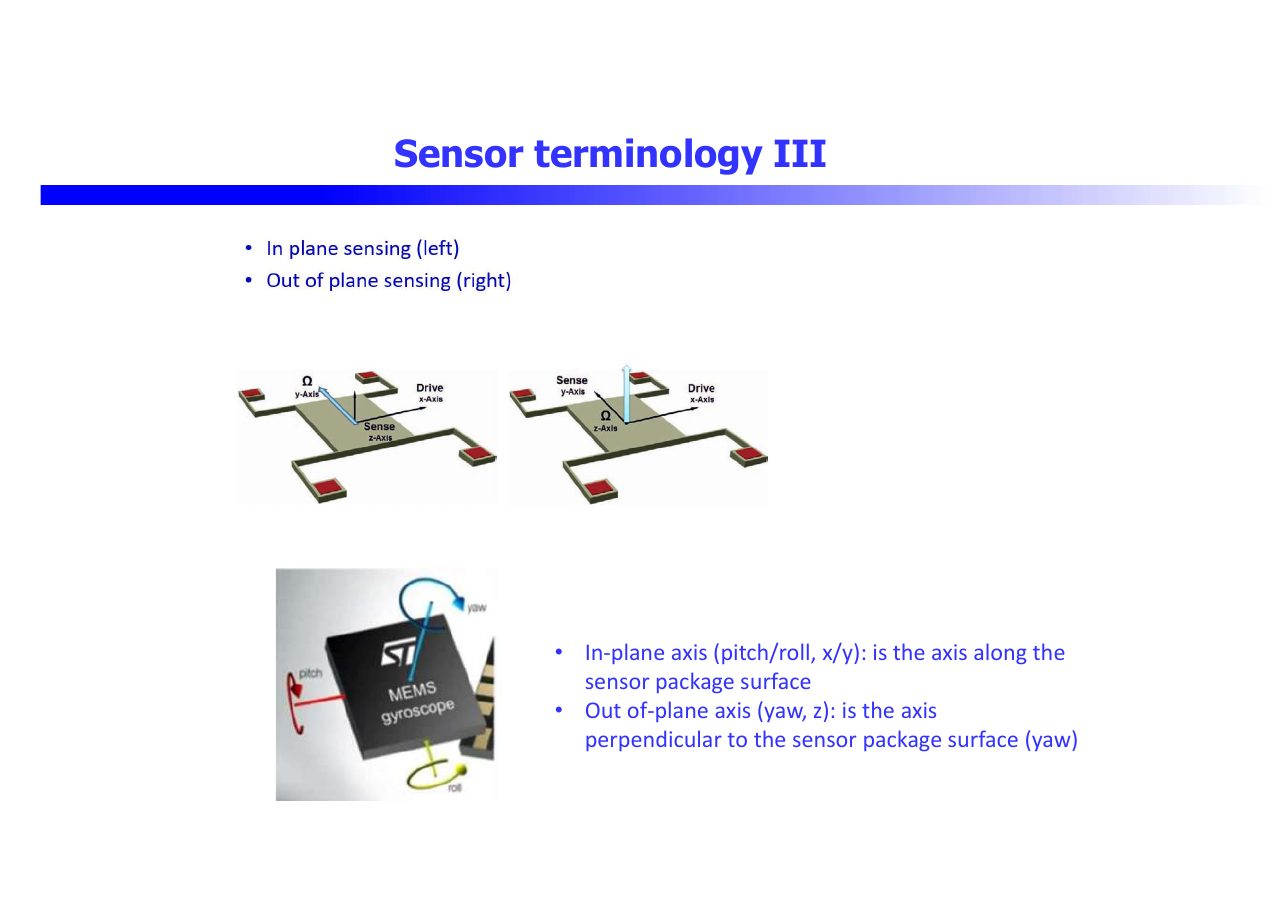 Sensor terminology III
• In plane sensing (left)
• Out of plane sensing (right)
Ω
y-Axis
Drive
x-Axis
Sense
z-Axis
Sense
y-Axis
Drive
x-Axis
Ω
z-Axis
yaw
ST
pitch
MEMS
gyroscope
roll
• In-plane axis (pitch/roll, x/y): is the axis along the
sensor package surface
• Out of-plane axis (yaw, z): is the axis
perpendicular to the sensor package surface (yaw)